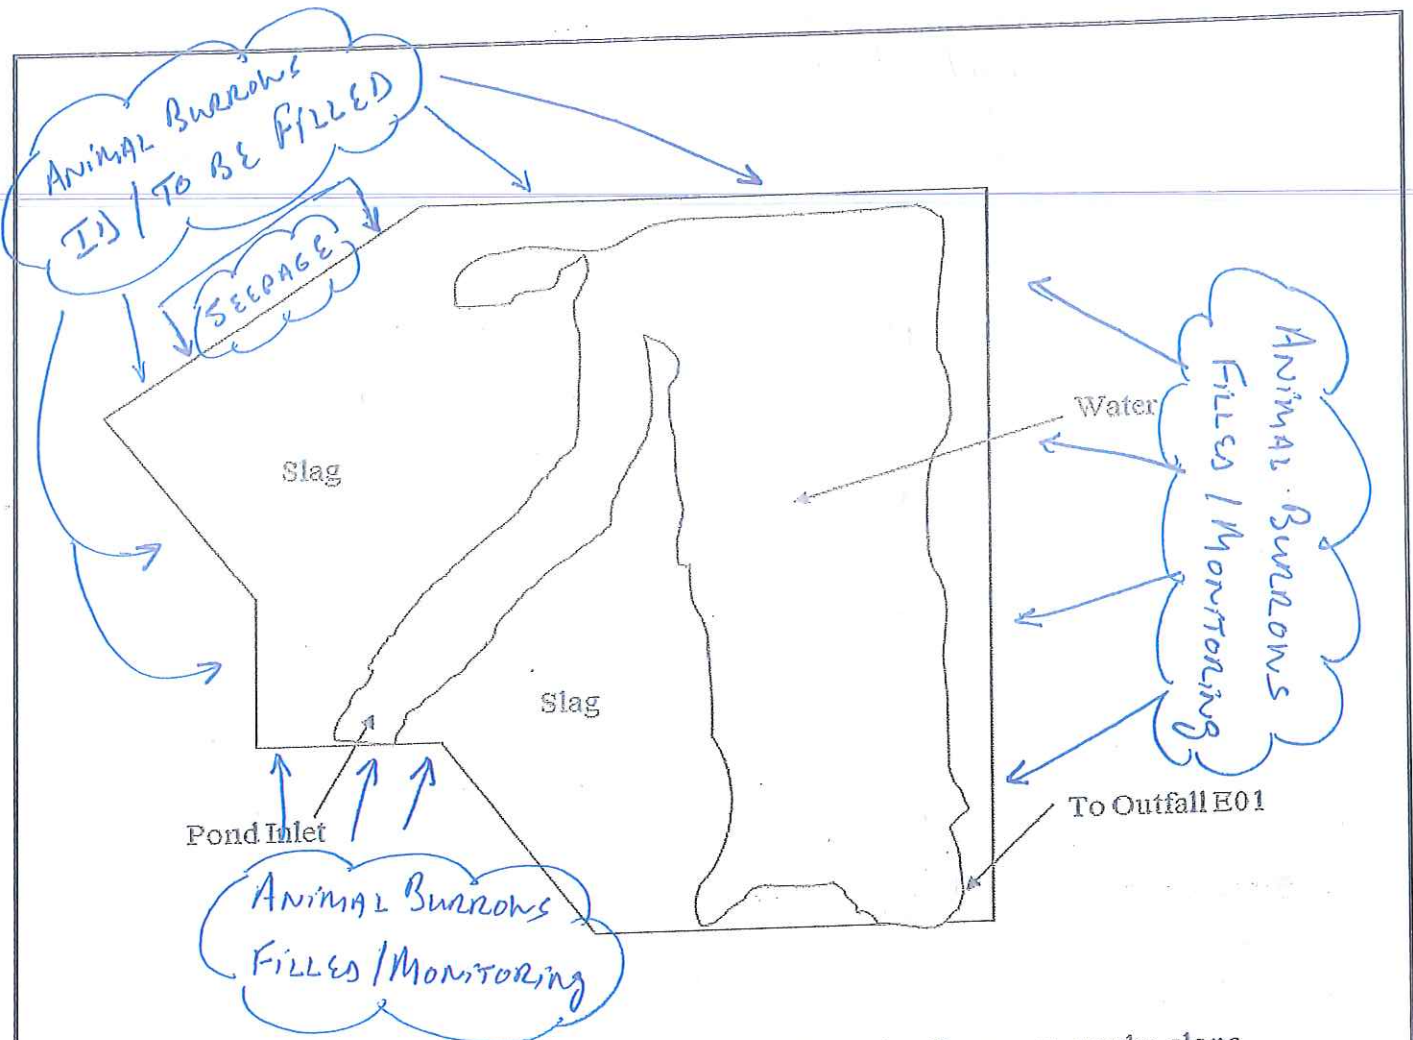 ANIMAL BURROWS
ID / TO BE FILLED
SEEPAGE
Slag
Water
ANIMAL BURROWS
FILLED / MONITORING
Slag
To Outfall E01
Pond Inlet
ANIMAL BURROWS
FILLED / MONITORING